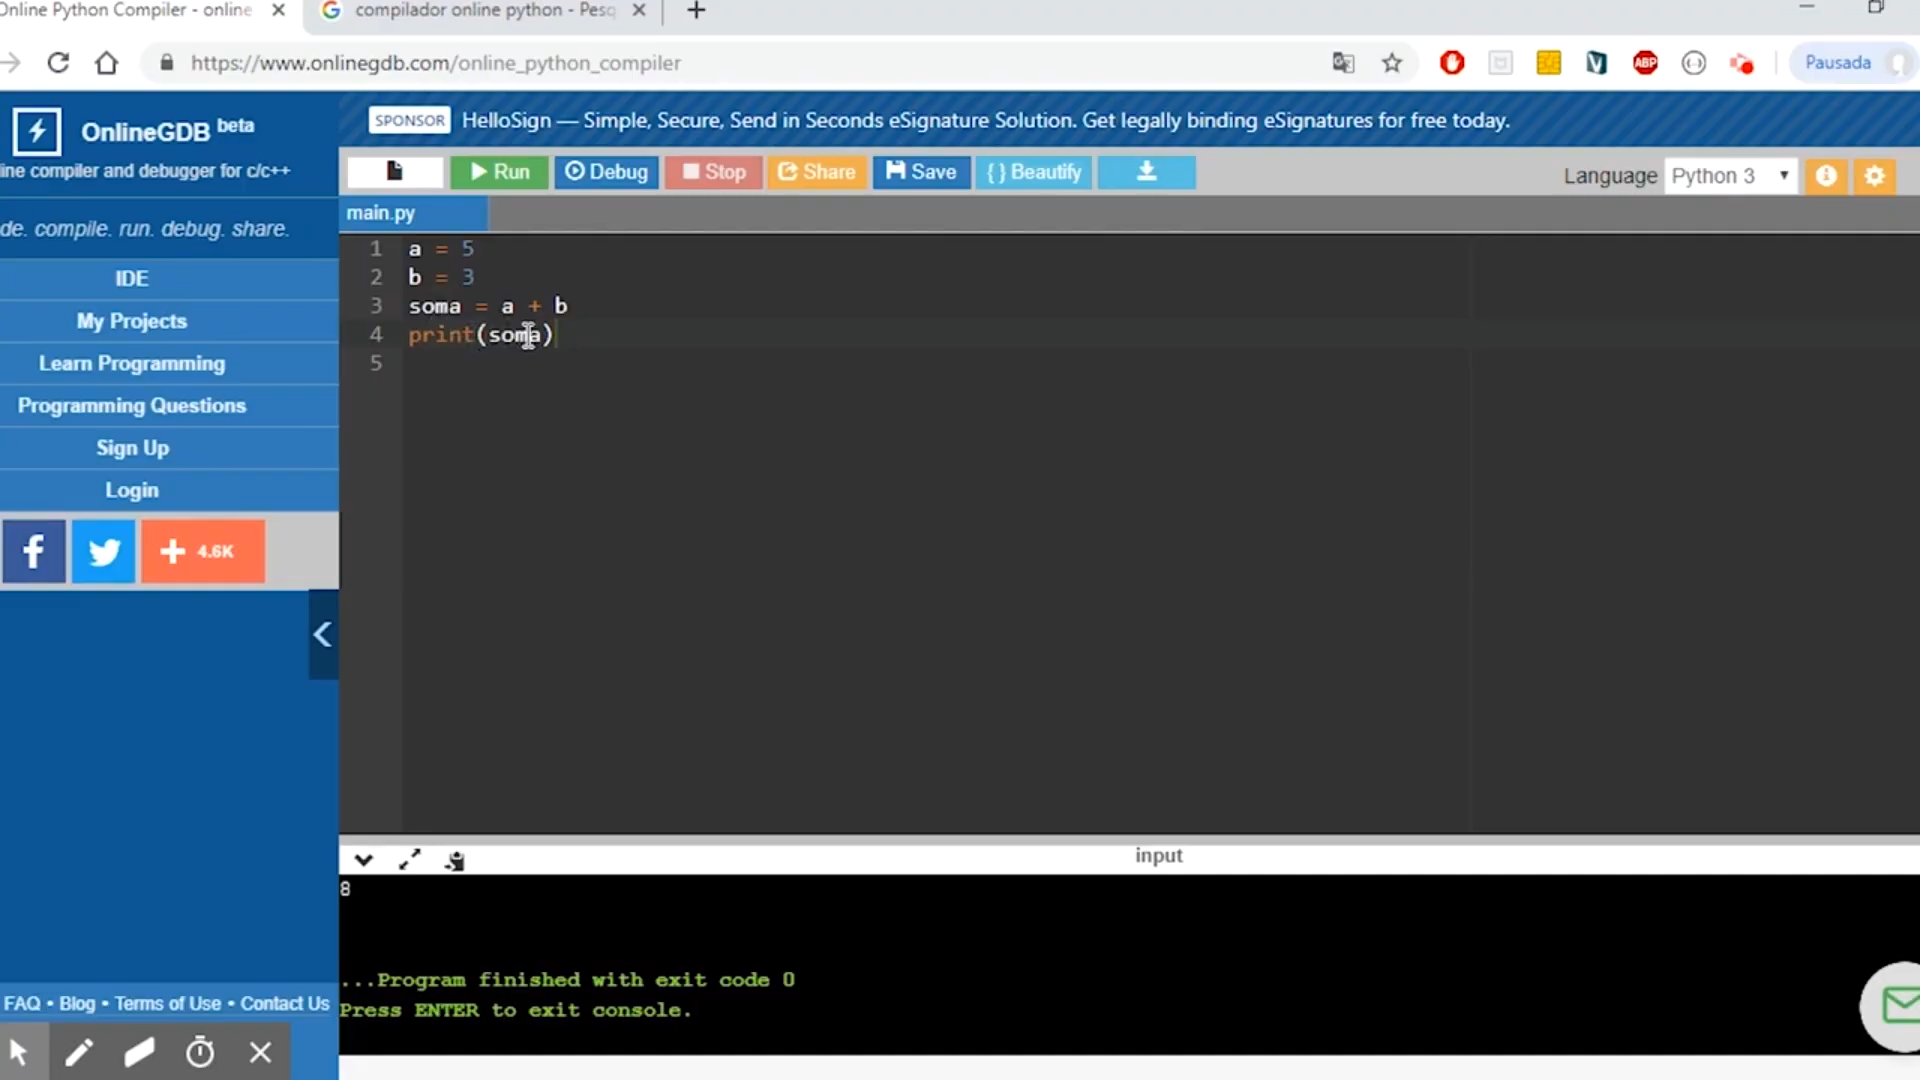 Online Python Compiler - online
compilador online python - Pesq
https://www.onlinegdb.com/online_python_compiler
ABP
Pausada
OnlineGDB beta
ine compiler and debugger for c/c++
de. compile. run. debug. share.
IDE
My Projects
Learn Programming
Programming Questions
Sign Up
Login
4.6K
FAQ • Blog • Terms of Use • Contact Us
SPONSOR HelloSign — Simple, Secure, Send in Seconds eSignature Solution. Get legally binding eSignatures for free today.
Run Debug Stop Share Save { } Beautify Language Python 3
main.py
1 a = 5
2 b = 3
3 soma = a + b
4 print(soma)
5
input
8
...Program finished with exit code 0
Press ENTER to exit console.